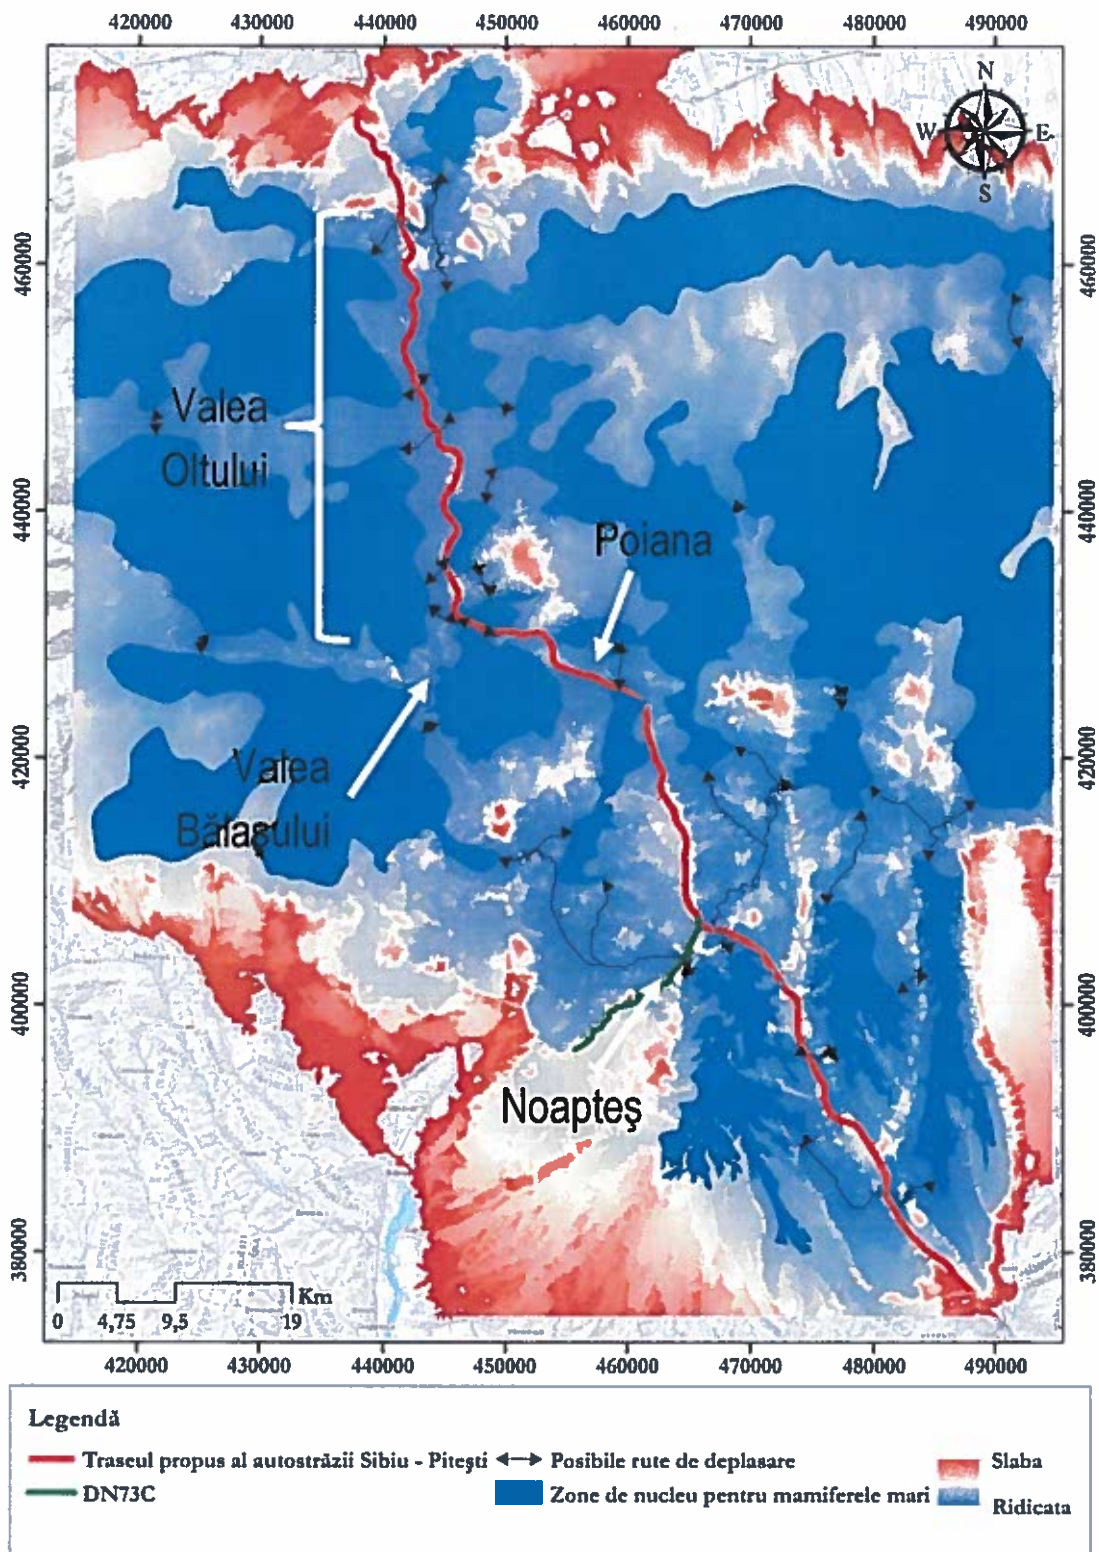 420000 430000 440000 450000 460000 470000 480000 490000
N
W E
S
460000 460000
Valea
Oltului
440000 440000
Poiana
420000 420000
Valea
Bălaşului
400000 400000
Noapteş
380000 380000
Km
0 4,75 9,5 19
420000 430000 440000 450000 460000 470000 480000 490000
Legendă
Traseul propus al autostrăzii Sibiu - Piteşti Posibile rute de deplasare Slaba
DN73C Zone de nucleu pentru mamiferele mari Ridicata